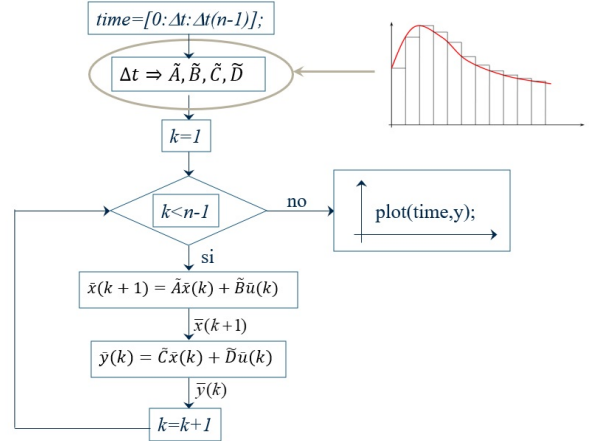 time=[0:Δt:Δt(n-1)];
Δt ⇒ Ã, B̃, C̃, D̃
k=1
k<n-1
no
plot(time,y);
si
x̄(k + 1) = Ãx̄(k) + B̃ū(k)
x̄(k+1)
ȳ(k) = C̃x̄(k) + D̃ū(k)
ȳ(k)
k=k+1